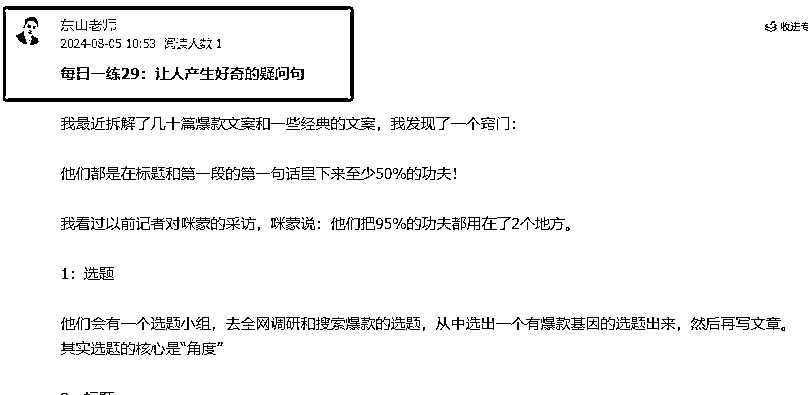 东山老师
2024-08-05 10:53 阅读人数 1
收进专
每日一练29：让人产生好奇的疑问句
我最近拆解了几十篇爆款文案和一些经典的文案，我发现了一个窍门：
他们都是在标题和第一段的第一句话里下来至少50%的功夫！
我看过以前记者对咪蒙的采访，咪蒙说：他们把95%的功夫都用在了2个地方。
1：选题
他们会有一个选题小组，去全网调研和搜索爆款的选题，从中选出一个有爆款基因的选题出来，然后再写文章。
其实选题的核心是“角度”